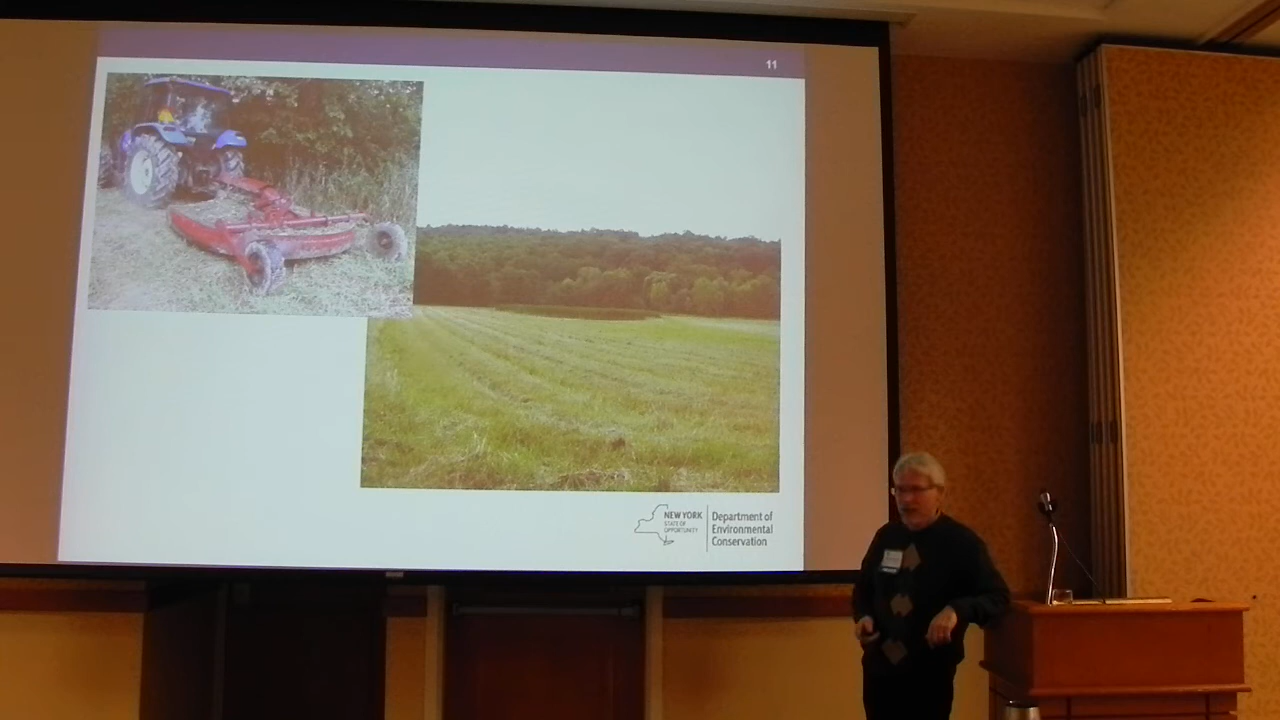 11
NEW YORK
STATE OF
OPPORTUNITY
Department of
Environmental
Conservation